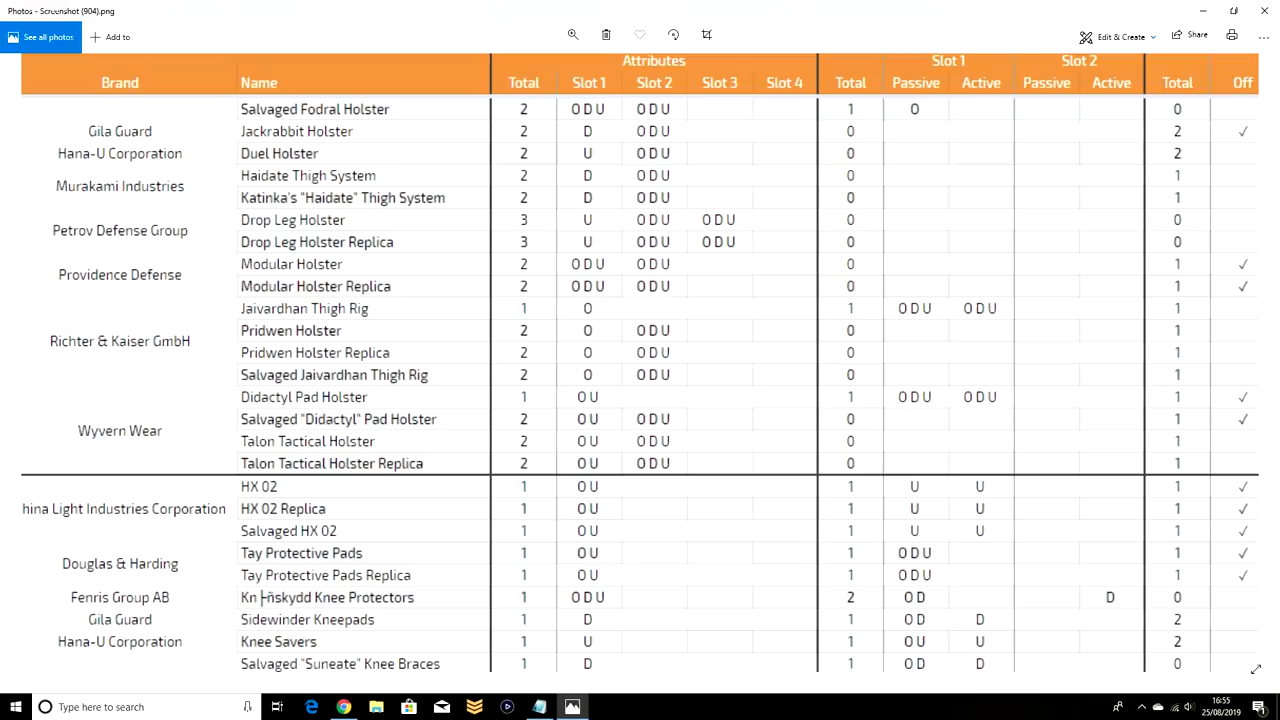 Photos - Screenshot (904).png
See all photos + Add to Edit & Create Share
Attributes Slot 1 Slot 2
Brand Name Total Slot 1 Slot 2 Slot 3 Slot 4 Total Passive Active Passive Active Total Off
Salvaged Fodral Holster 2 O D U O D U 1 O 0
Gila Guard Jackrabbit Holster 2 D O D U 0 2 ✓
Hana-U Corporation Duel Holster 2 U O D U 0 2
Murakami Industries
Haidate Thigh System 2 D O D U 0 1
Katinka's "Haidate" Thigh System 2 D O D U 0 1
Petrov Defense Group
Drop Leg Holster 3 U O D U O D U 0 0
Drop Leg Holster Replica 3 U O D U O D U 0 0
Providence Defense
Modular Holster 2 O D U O D U 0 1 ✓
Modular Holster Replica 2 O D U O D U 0 1 ✓
Richter & Kaiser GmbH
Jaivardhan Thigh Rig 1 O 1 O D U O D U 1
Pridwen Holster 2 O O D U 0 1
Pridwen Holster Replica 2 O O D U 0 1
Salvaged Jaivardhan Thigh Rig 2 O O D U 0 1
Wyvern Wear
Didactyl Pad Holster 1 O U 1 O D U O D U 1 ✓
Salvaged "Didactyl" Pad Holster 2 O U O D U 0 1 ✓
Talon Tactical Holster 2 O U O D U 0 1
Talon Tactical Holster Replica 2 O U O D U 0 1
hina Light Industries Corporation
HX 02 1 O U 1 U U 1 ✓
HX 02 Replica 1 O U 1 U U 1 ✓
Salvaged HX 02 1 O U 1 U U 1 ✓
Douglas & Harding
Tay Protective Pads 1 O U 1 O D U 1 ✓
Tay Protective Pads Replica 1 O U 1 O D U 1 ✓
Fenris Group AB Kn├ñskydd Knee Protectors 1 O D U 2 O D D 0
Gila Guard Sidewinder Kneepads 1 D 1 O D D 2
Hana-U Corporation Knee Savers 1 U 1 O U U 2
Salvaged "Suneate" Knee Braces 1 D 1 O D D 0
Type here to search
16:55
25/08/2019